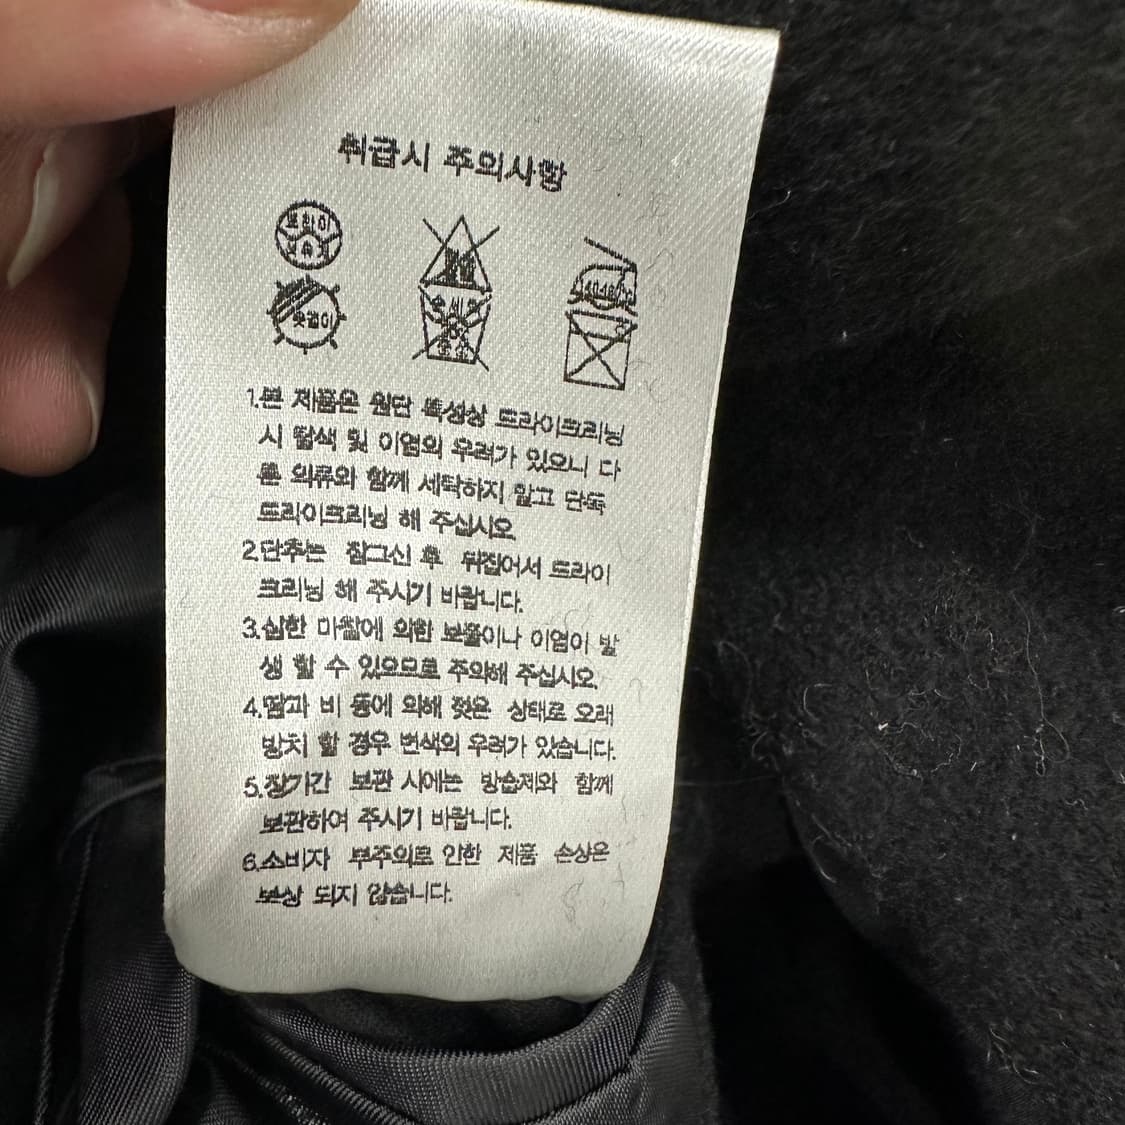 취급시 주의사항
드라이
옷걸이
1.본 제품은 원단 특성상 드라이크리닝
시 탈색 및 이염의 우려가 있으니 다
른 의류와 함께 세탁하지 말고 단독
드라이크리닝 해 주십시오
2.단추는 잠그신 후 뒤집어서 드라이
크리닝 해 주시기 바랍니다.
3.심한 마찰에 의한 보풀이나 이염이 발
생 할 수 있으므로 주의해 주십시오.
4.땀과 비 등에 의해 젖은 상태로 오래
방치 할 경우 변색의 우려가 있습니다.
5.장기간 보관 시에는 방습제와 함께
보관하여 주시기 바랍니다.
6.소비자 부주의로 인한 제품 손상은
보상 되지 않습니다.